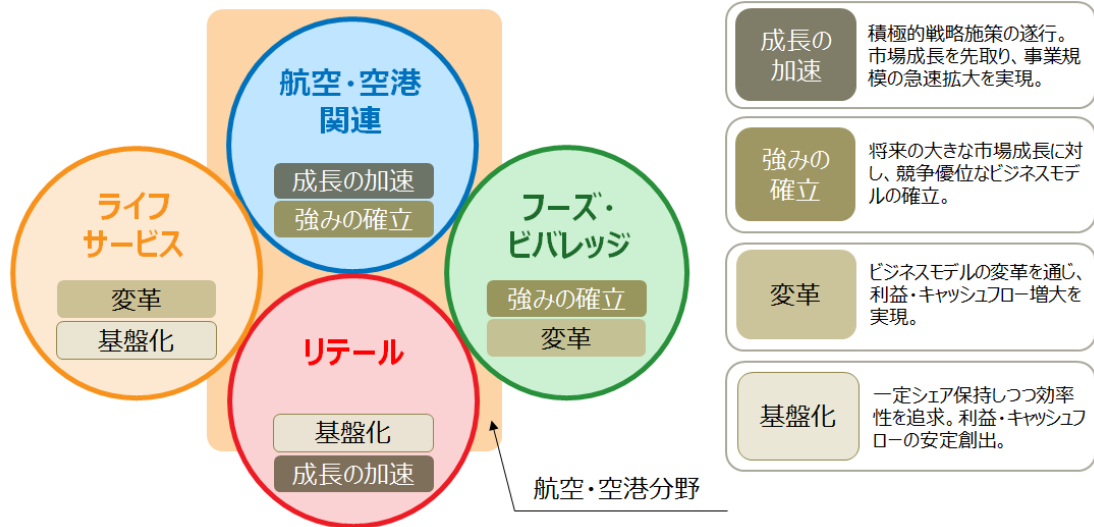 航空・空港
関連
成長の加速
強みの確立
ライフ
サービス
変革
基盤化
フーズ・
ビバレッジ
強みの確立
変革
リテール
基盤化
成長の加速
航空・空港分野
成長の
加速
積極的戦略施策の遂行。
市場成長を先取り、事業規
模の急速拡大を実現。
強みの
確立
将来の大きな市場成長に対
し、競争優位なビジネスモデ
ルの確立。
変革
ビジネスモデルの変革を通じ、
利益・キャッシュフロー増大を
実現。
基盤化
一定シェア保持しつつ効率
性を追求。利益・キャッシュフ
ローの安定創出。